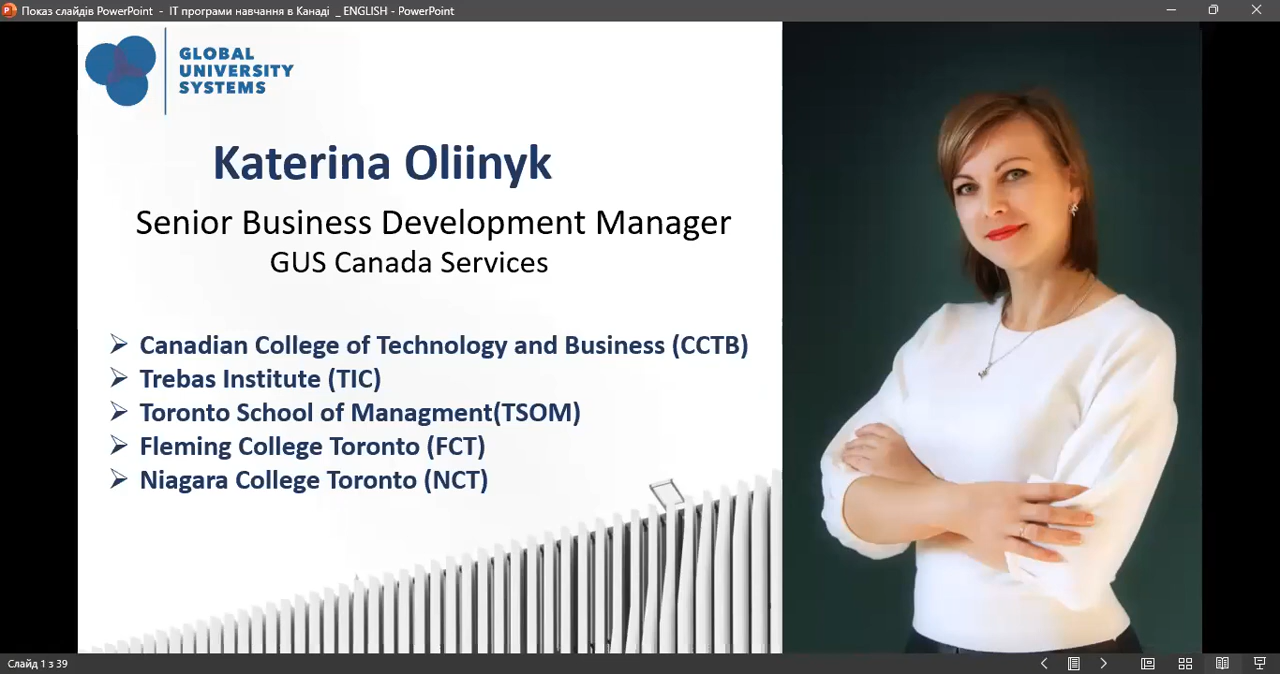 Показ слайдів PowerPoint - IT програми навчання в Канаді _ ENGLISH - PowerPoint
GLOBAL
UNIVERSITY
SYSTEMS
Katerina Oliinyk
Senior Business Development Manager
GUS Canada Services
Canadian College of Technology and Business (CCTB)
Trebas Institute (TIC)
Toronto School of Managment(TSOM)
Fleming College Toronto (FCT)
Niagara College Toronto (NCT)
Слайд 1 з 39